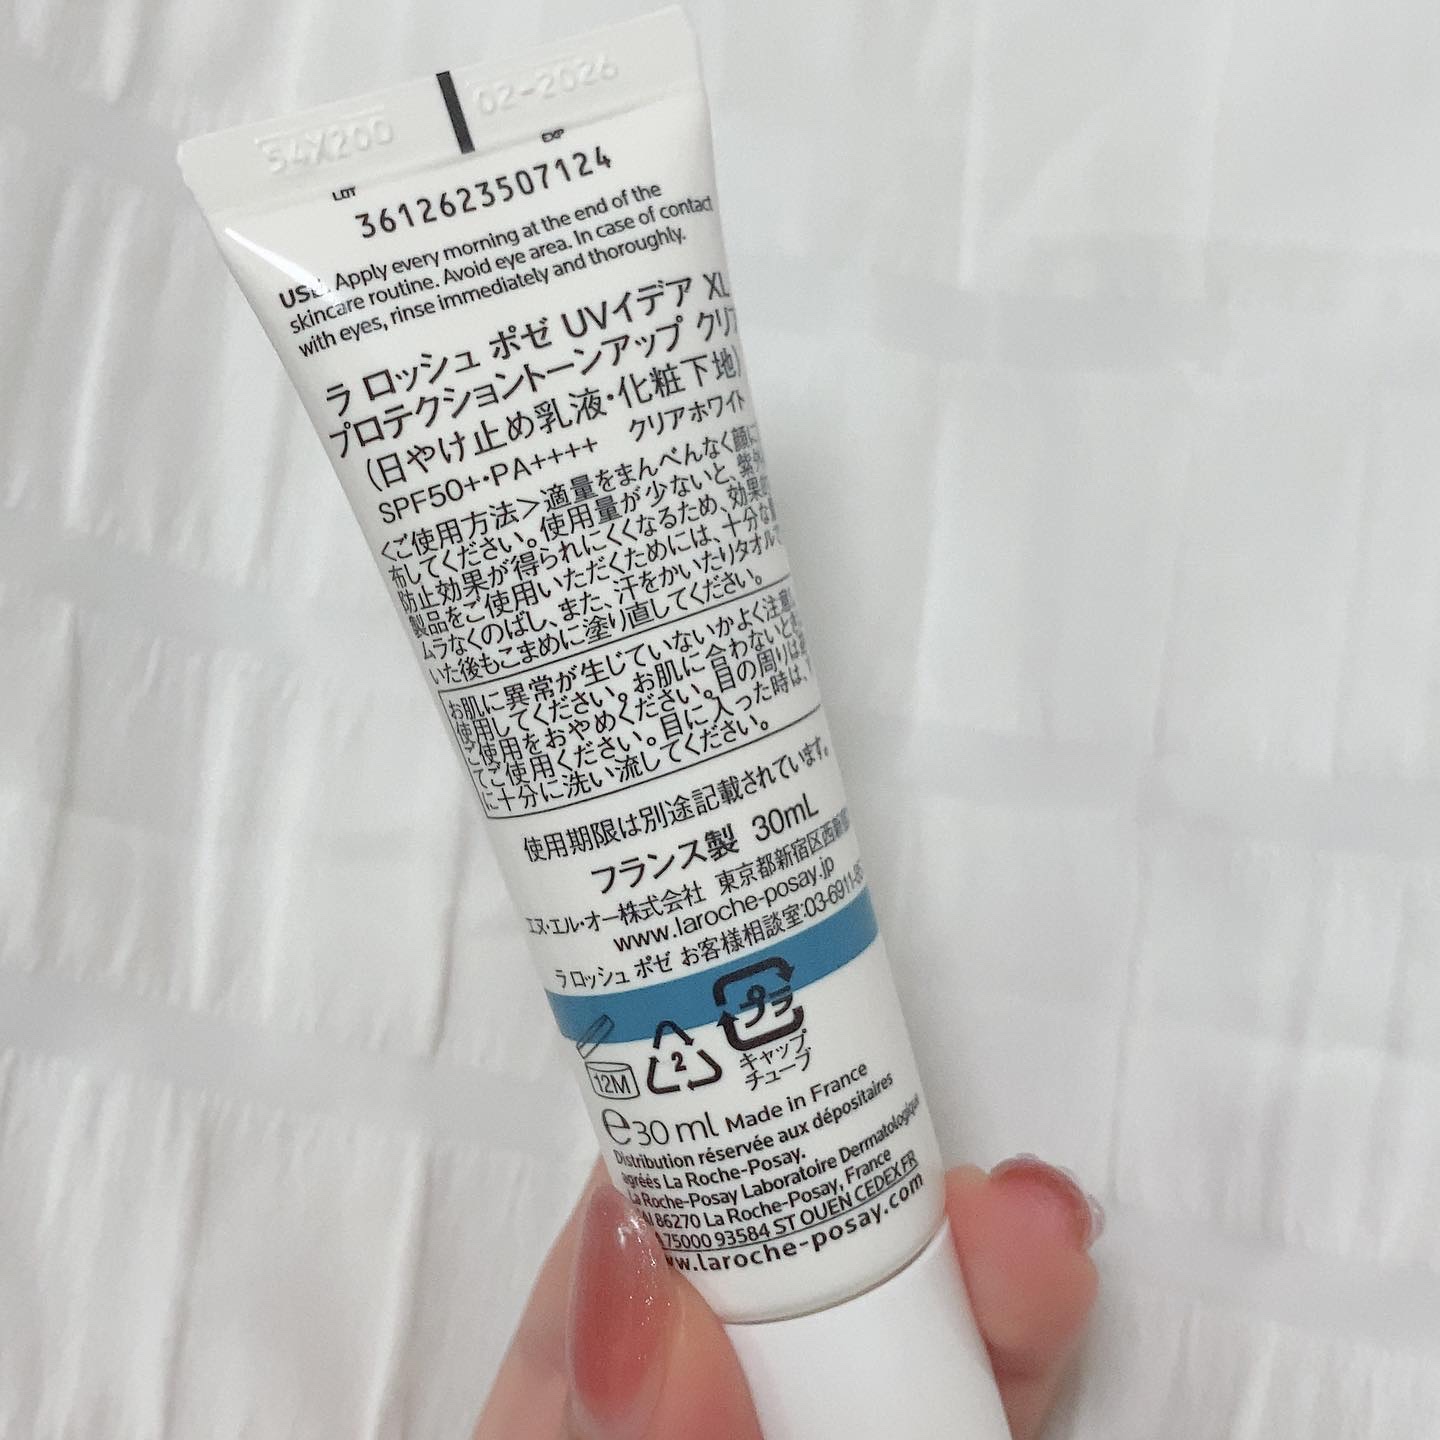 54X200
02-2026
LOT
EXP
3612623507124
USE. Apply every morning at the end of the
skincare routine. Avoid eye area. In case of contact
with eyes, rinse immediately and thoroughly.
ラ ロッシュ ポゼ UVイデア XL
プロテクショントーンアップ クリア
(日やけ止め乳液・化粧下地)
SPF50+・PA++++ クリアホワイト
<ご使用方法>適量をまんべんなく顔に
布してください。使用量が少ないと、紫外
防止効果が得られにくくなるため、効果的
製品をご使用いただくためには、十分な量
ムラなくのばし、また、汗をかいたりタオルで
いた後もこまめに塗り直してください。
お肌に異常が生じていないかよく注意
使用してください。お肌に合わないとき
ご使用をおやめください。目の周りは
てご使用ください。目に入った時は、
に十分に洗い流してください。
使用期限は別途記載されています。
フランス製 30mL
エヌ・エル・オー株式会社 東京都新宿区西新宿
www.laroche-posay.jp
ラ ロッシュ ポゼ お客様相談室:03-6911-85
プラ
12M
2
キャップ
チューブ
℮30 ml Made in France
Distribution réservée aux dépositaires
agréés La Roche-Posay.
La Roche-Posay Laboratoire Dermatologique
86270 La Roche-Posay, France
75000 93584 ST OUEN CEDEX FR
www.laroche-posay.com